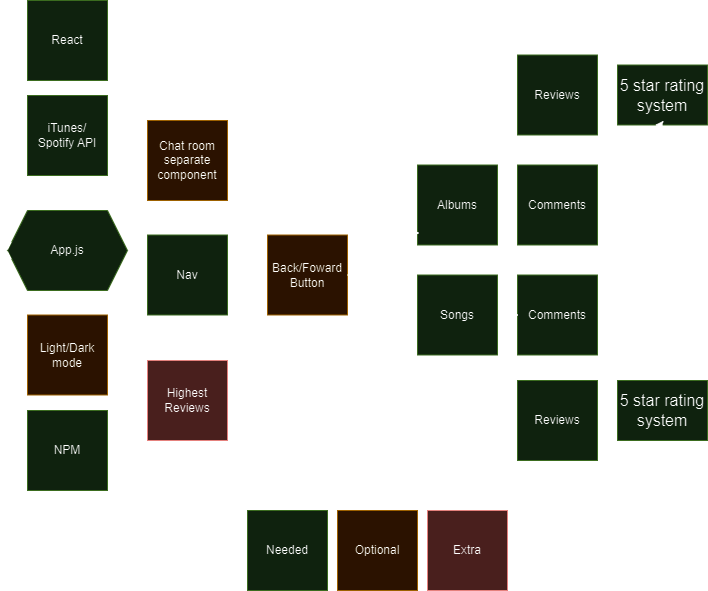 React
iTunes/
Spotify API
App.js
Light/Dark
mode
NPM
Chat room
separate
component
Nav
Highest
Reviews
Back/Foward
Button
Albums
Songs
Reviews
5 star rating
system
Comments
Comments
Reviews
5 star rating
system
Needed
Optional
Extra